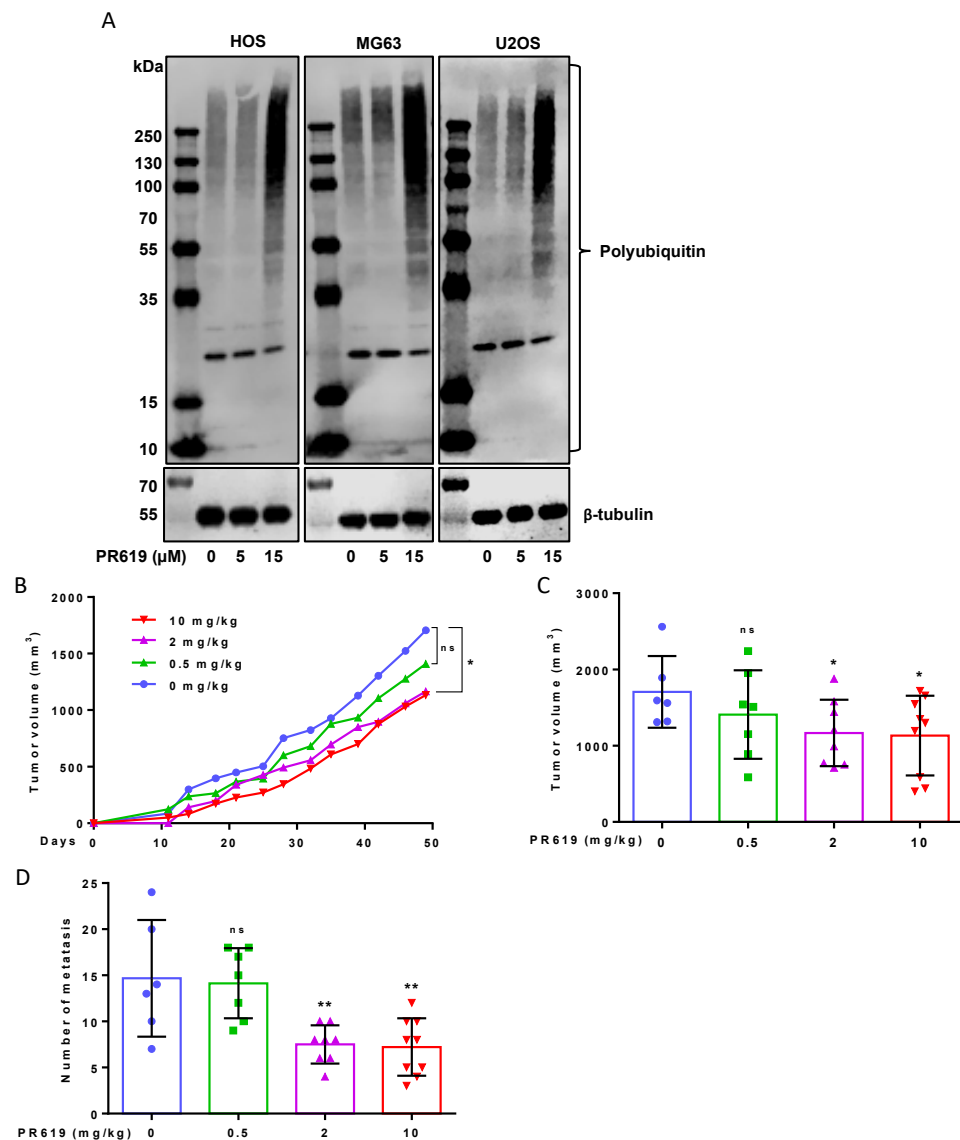 A
HOS MG63 U2OS
kDa
250
130
100
70
55
35
15
10
Polyubiquitin
70
55
β-tubulin
PR619 (µM) 0 5 15 0 5 15 0 5 15
B
Tumor volume (mm3)
2000
1500
1000
500
0
10 mg/kg
2 mg/kg
0.5 mg/kg
0 mg/kg
ns
*
Days 0 10 20 30 40 50
C
Tumor volume (mm3)
3000
2000
1000
0
ns
*
*
PR619 (mg/kg) 0 0.5 2 10
D
Number of metatasis
25
20
15
10
5
0
ns
**
**
PR619 (mg/kg) 0 0.5 2 10